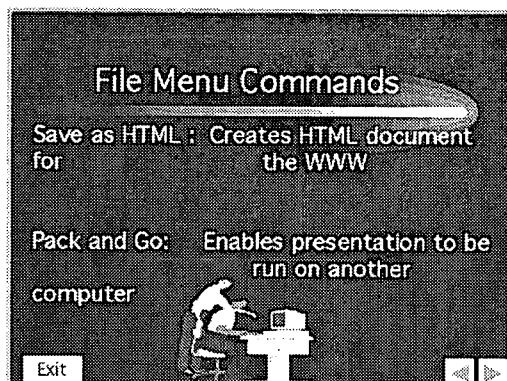 File Menu Commands
Save as HTML : Creates HTML document
for the WWW
Pack and Go: Enables presentation to be
run on another
computer
Exit